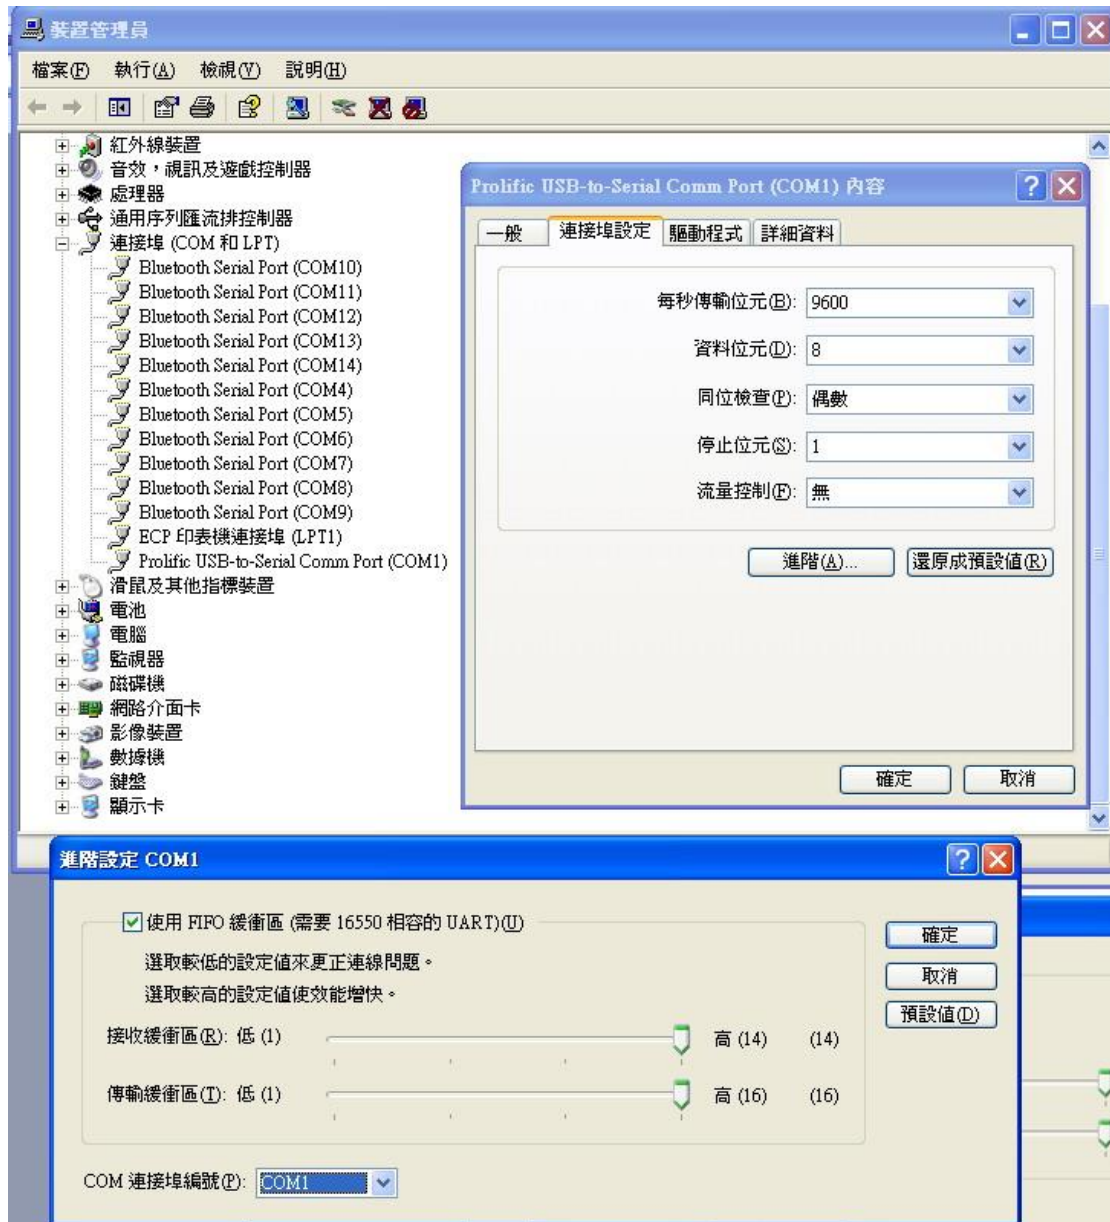 裝置管理員
檔案(F) 執行(A) 檢視(V) 說明(H)
紅外線裝置
音效,視訊及遊戲控制器
處理器
通用序列匯流排控制器
連接埠 (COM 和 LPT)
Bluetooth Serial Port (COM10)
Bluetooth Serial Port (COM11)
Bluetooth Serial Port (COM12)
Bluetooth Serial Port (COM13)
Bluetooth Serial Port (COM14)
Bluetooth Serial Port (COM4)
Bluetooth Serial Port (COM5)
Bluetooth Serial Port (COM6)
Bluetooth Serial Port (COM7)
Bluetooth Serial Port (COM8)
Bluetooth Serial Port (COM9)
ECP 印表機連接埠 (LPT1)
Prolific USB-to-Serial Comm Port (COM1)
滑鼠及其他指標裝置
電池
電腦
監視器
磁碟機
網路介面卡
影像裝置
數據機
鍵盤
顯示卡
Prolific USB-to-Serial Comm Port (COM1) 內容
一般 連接埠設定 驅動程式 詳細資料
每秒傳輸位元(B): 9600
資料位元(D): 8
同位檢查(P): 偶數
停止位元(S): 1
流量控制(F): 無
進階(A)... 還原成預設值(R)
確定 取消
進階設定 COM1
使用 FIFO 緩衝區 (需要 16550 相容的 UART)(U)
選取較低的設定值來更正連線問題。
選取較高的設定值使效能增快。
接收緩衝區(R): 低 (1) 高 (14) (14)
傳輸緩衝區(T): 低 (1) 高 (16) (16)
COM 連接埠編號(P): COM1
確定
取消
預設值(D)